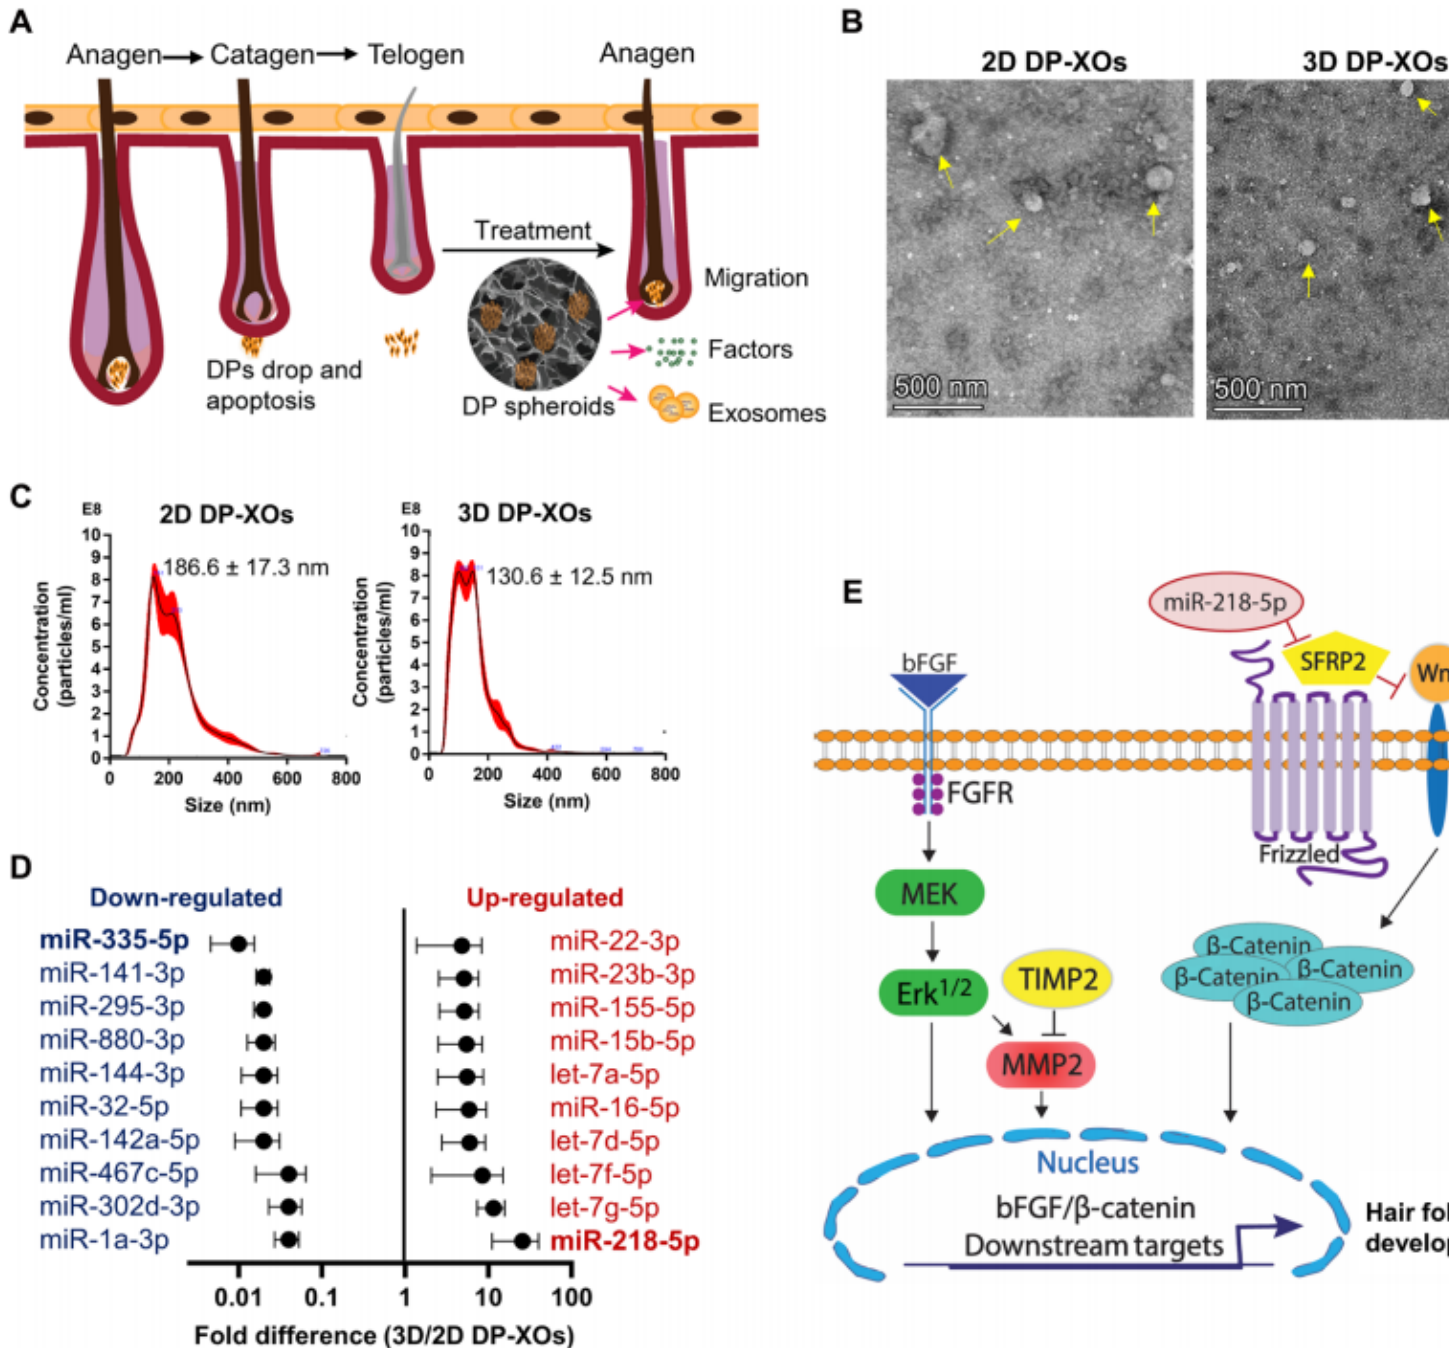 A
Anagen
Catagen
Telogen
Anagen
Treatment
Migration
Factors
Exosomes
DPs drop and
apoptosis
DP spheroids
B
2D DP-XOs
3D DP-XOs
500 nm
500 nm
C
E8
2D DP-XOs
186.6 ± 17.3 nm
Concentration
(particles/ml)
10
9
8
7
6
5
4
3
2
1
0
0
200
400
600
800
Size (nm)
E8
3D DP-XOs
130.6 ± 12.5 nm
Concentration
(particles/ml)
10
9
8
7
6
5
4
3
2
1
0
0
200
400
600
800
Size (nm)
D
Down-regulated
Up-regulated
miR-335-5p
miR-22-3p
miR-141-3p
miR-23b-3p
miR-295-3p
miR-155-5p
miR-880-3p
miR-15b-5p
miR-144-3p
let-7a-5p
miR-32-5p
miR-16-5p
miR-142a-5p
let-7d-5p
miR-467c-5p
let-7f-5p
miR-302d-3p
let-7g-5p
miR-1a-3p
miR-218-5p
0.01
0.1
1
10
100
Fold difference (3D/2D DP-XOs)
E
miR-218-5p
bFGF
SFRP2
Wn
FGFR
Frizzled
MEK
β-Catenin
β-Catenin
β-Catenin
β-Catenin
Erk1/2
TIMP2
MMP2
Nucleus
bFGF/β-catenin
Downstream targets
Hair fol
develop